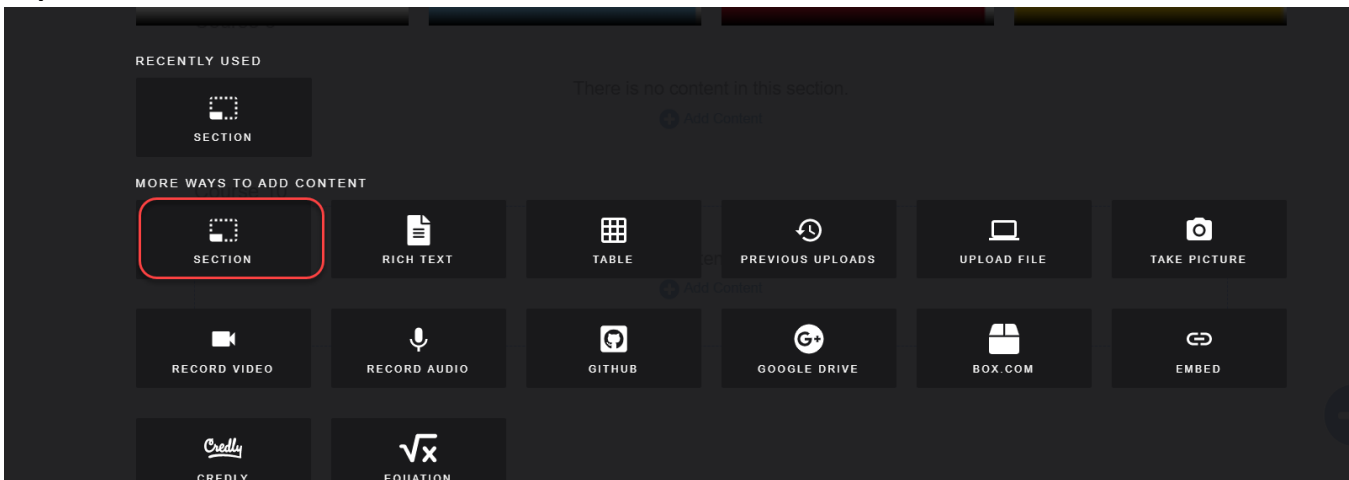 RECENTLY USED
There is no content in this section.
Add Content
SECTION
MORE WAYS TO ADD CONTENT
SECTION
RICH TEXT
TABLE
PREVIOUS UPLOADS
UPLOAD FILE
TAKE PICTURE
Add Content
RECORD VIDEO
RECORD AUDIO
GITHUB
G+
GOOGLE DRIVE
BOX.COM
EMBED
Credly
√x
CREDLY
EQUATION